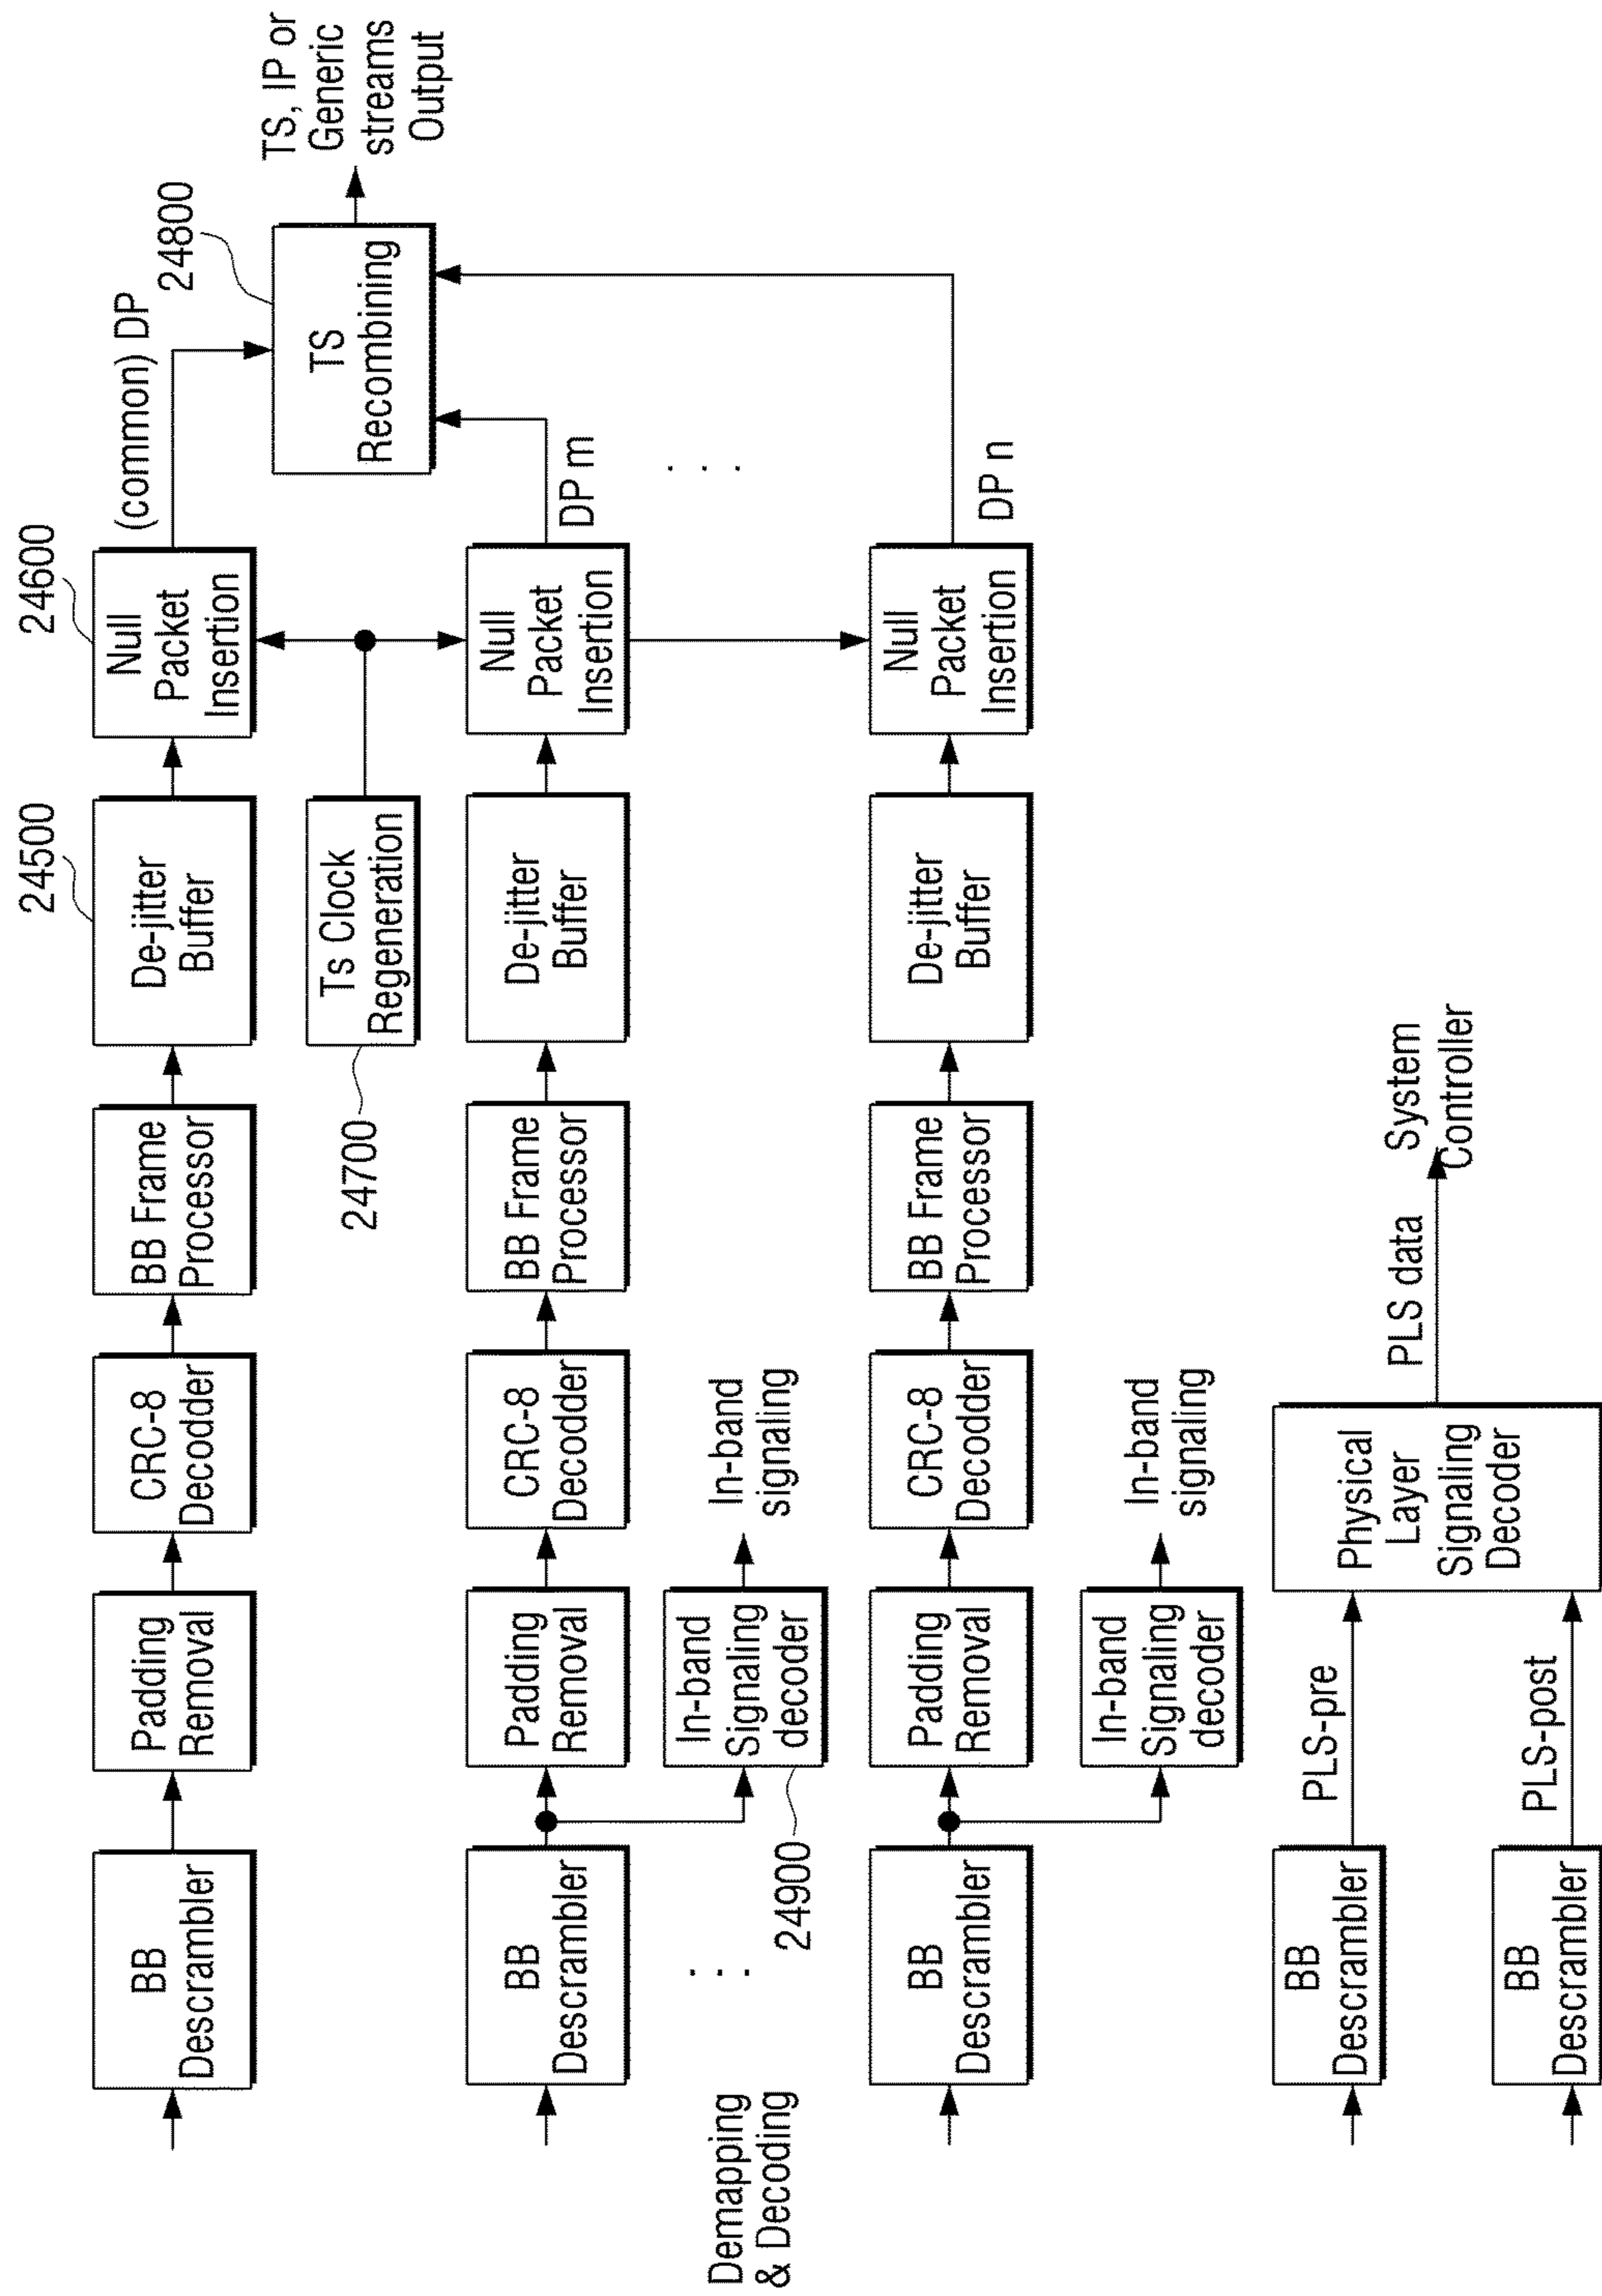 24500
24600
BB
Descrambler
Padding
Removal
CRC-8
Decodder
BB Frame
Processor
De-jitter
Buffer
Null
Packet
Insertion
(common) DP
24800
24700
Ts Clock
Regeneration
TS
Recombining
TS, IP or
Generic
streams
Output
BB
Descrambler
Padding
Removal
CRC-8
Decodder
BB Frame
Processor
De-jitter
Buffer
Null
Packet
Insertion
DP m
Demapping
& Decoding
. . .
24900
In-band
Signaling
decoder
In-band
signaling
. . .
BB
Descrambler
Padding
Removal
CRC-8
Decodder
BB Frame
Processor
De-jitter
Buffer
Null
Packet
Insertion
DP n
In-band
Signaling
decoder
In-band
signaling
BB
Descrambler
PLS-pre
Physical
Layer
Signaling
Decoder
PLS data
System
Controller
BB
Descrambler
PLS-post